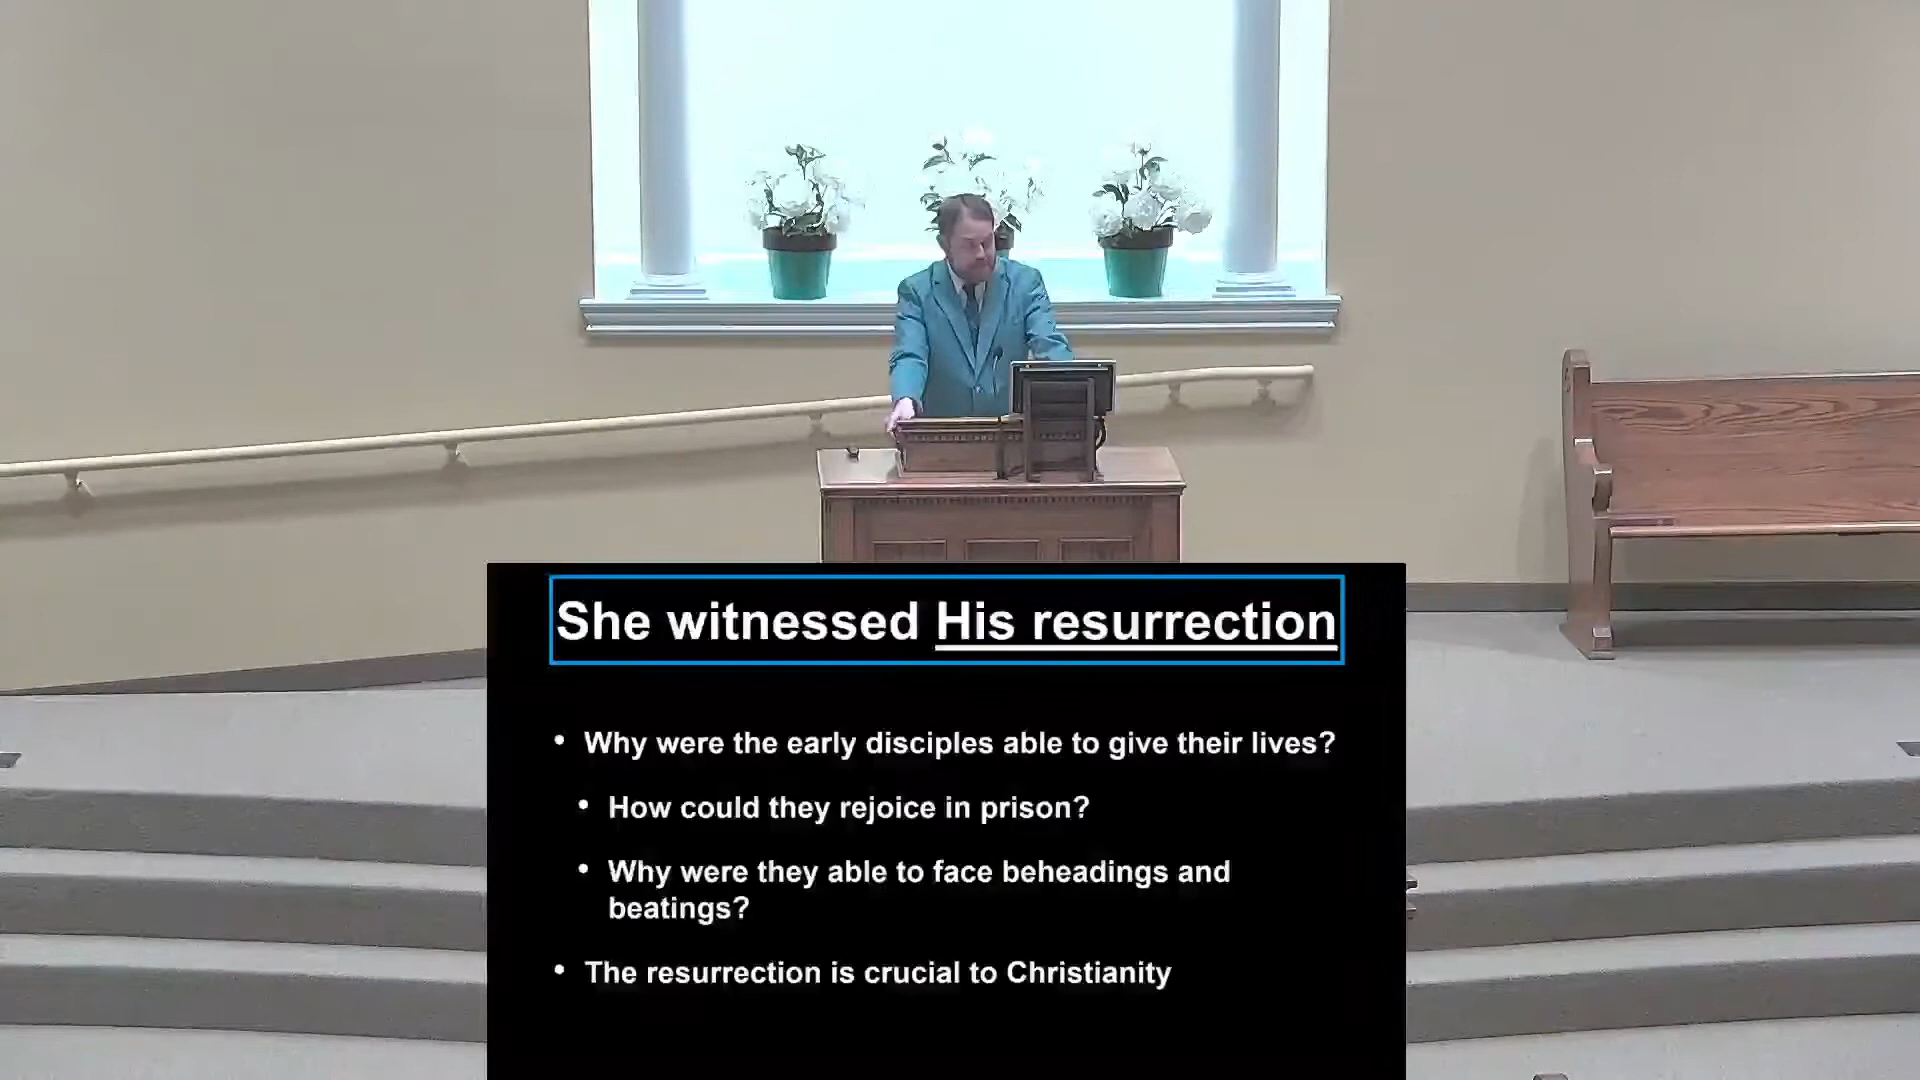 She witnessed His resurrection
• Why were the early disciples able to give their lives?
• How could they rejoice in prison?
• Why were they able to face beheadings and
beatings?
• The resurrection is crucial to Christianity